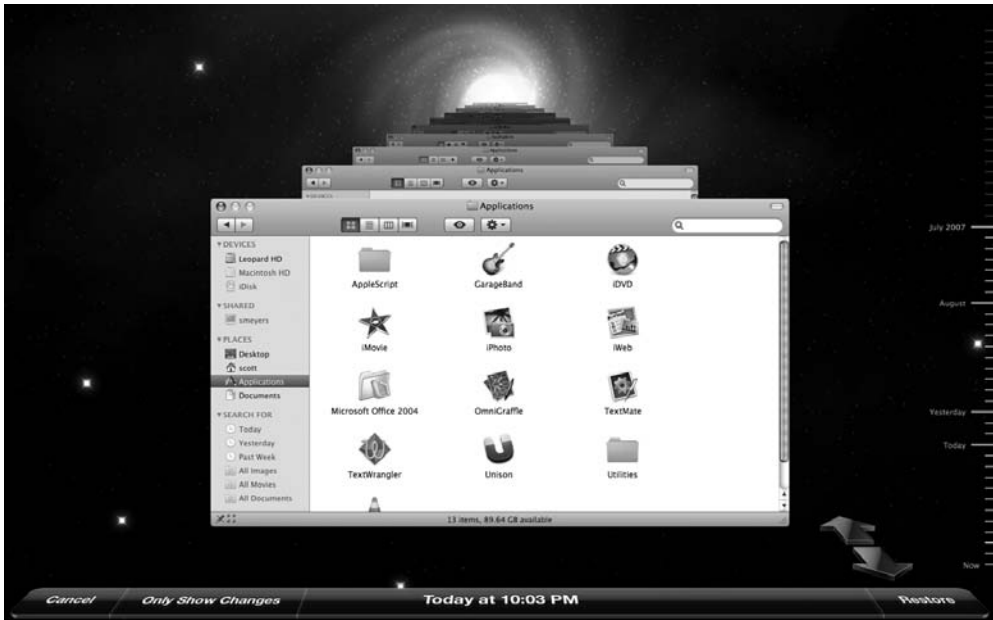 Applications
Applications
DEVICES
Applications
DEVICES
Leopard HD
Macintosh HD
iDisk
SHARED
smeyers
PLACES
Desktop
scott
Applications
Documents
SEARCH FOR
Today
Yesterday
Past Week
All Images
All Movies
All Documents
AppleScript
GarageBand
iDVD
iMovie
iPhoto
iWeb
Microsoft Office 2004
OmniGraffle
TextMate
TextWrangler
Unison
Utilities
13 items, 89.64 GB available
July 2007
August
Yesterday
Today
Now
Cancel
Only Show Changes
Today at 10:03 PM
Restore